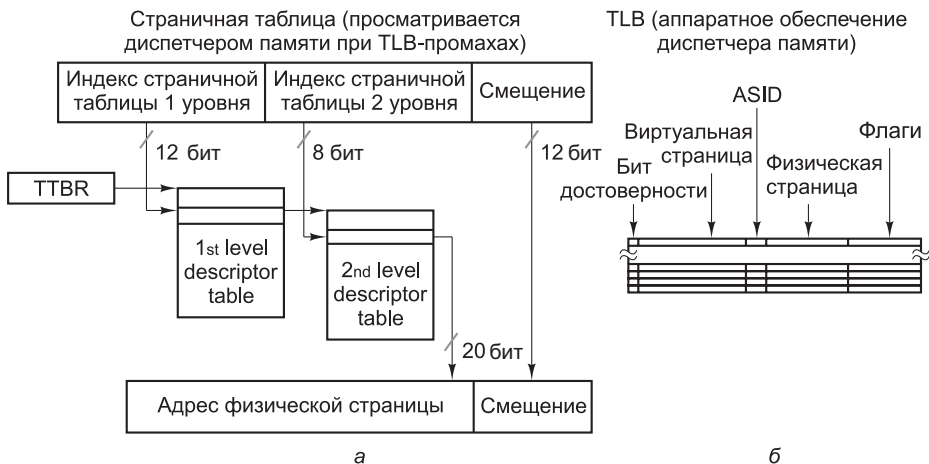 Страничная таблица (просматривается
диспетчером памяти при TLB-промахах)
Индекс страничной
таблицы 1 уровня
Индекс страничной
таблицы 2 уровня
Смещение
12 бит
8 бит
12 бит
TTBR
1st level
descriptor
table
2nd level
descriptor
table
20 бит
Адрес физической страницы
Смещение
а
TLB (аппаратное обеспечение
диспетчера памяти)
ASID
Виртуальная
страница
Флаги
Бит
достоверности
Физическая
страница
б